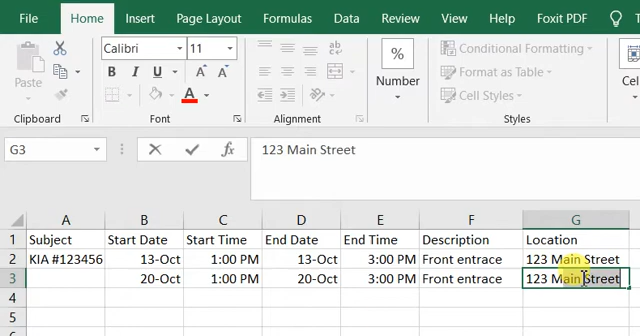 File Home Insert Page Layout Formulas Data Review View Help Foxit PDF
Calibri 11 ab Conditional Formatting
Paste B I U A A % Number Format as Table
A Cell Styles
Clipboard Font Alignment Styles
G3 fx 123 Main Street
A B C D E F G
1 Subject Start Date Start Time End Date End Time Description Location
2 KIA #123456 13-Oct 1:00 PM 13-Oct 3:00 PM Front entrace 123 Main Street
3 20-Oct 1:00 PM 20-Oct 3:00 PM Front entrace 123 Main Street
4
5